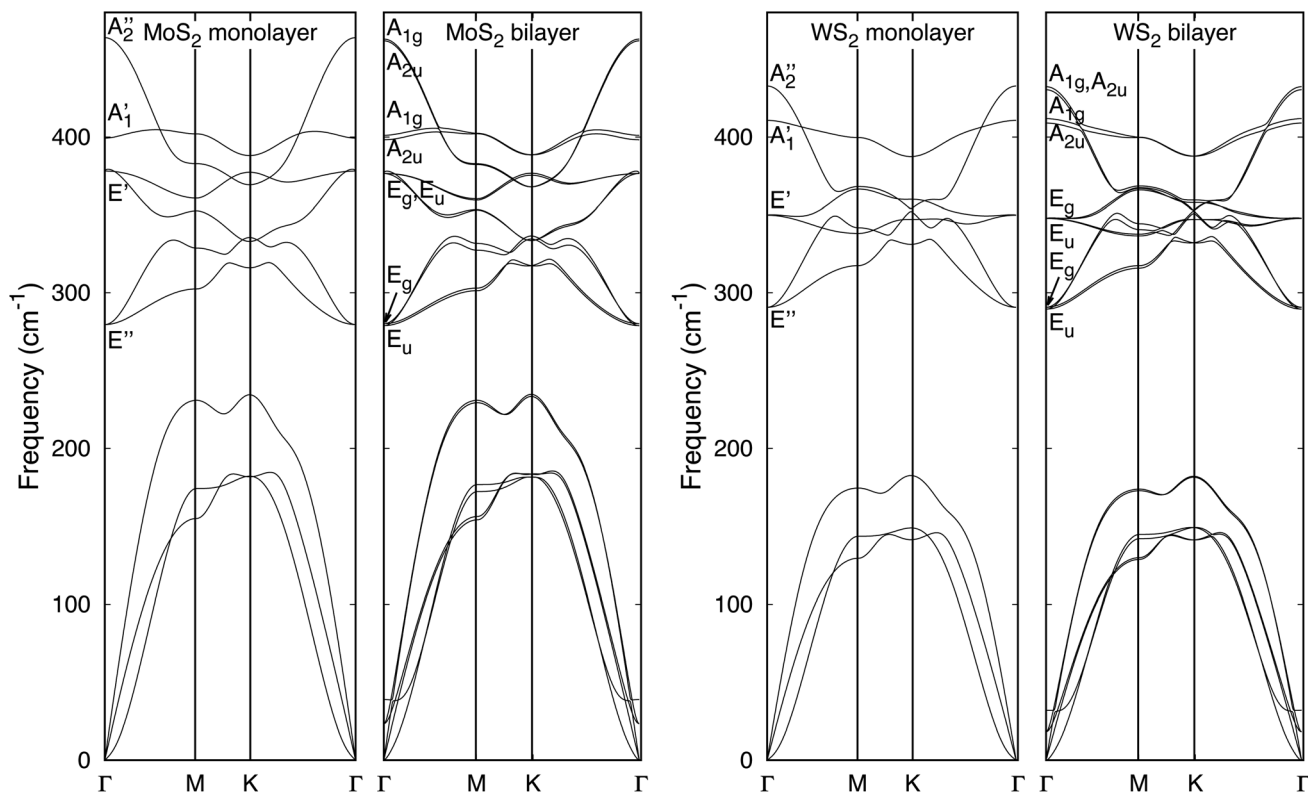 MoS2 monolayer
MoS2 bilayer
WS2 monolayer
WS2 bilayer
A2''
A1'
E'
E''
A1g
A2u
A1g
A2u
Eg,Eu
Eg
Eu
A2''
A1'
E'
E''
A1g,A2u
A1g
A2u
Eg
Eu
Eg
Eu
Frequency (cm-1)
400
300
200
100
0
Γ M K Γ
Γ M K Γ
Frequency (cm-1)
400
300
200
100
0
Γ M K Γ
Γ M K Γ